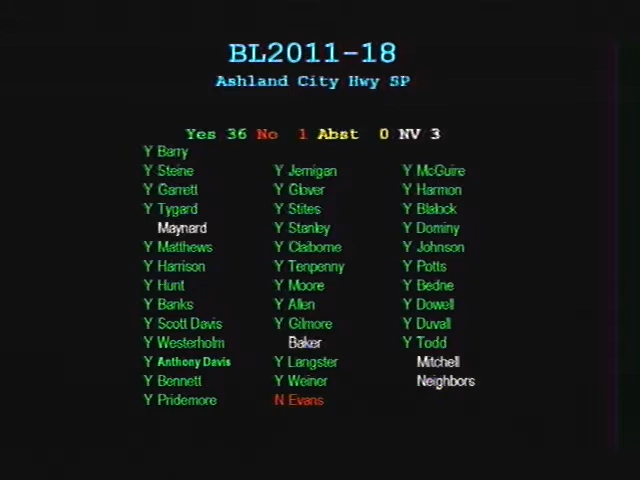 BL2011-18
Ashland City Hwy SP
Yes 36 No 1 Abst 0 NV 3
Y Barry
Y Steine Y Jernigan Y McGuire
Y Garrett Y Glover Y Harmon
Y Tygard Y Stites Y Blalock
Maynard Y Stanley Y Dominy
Y Matthews Y Claiborne Y Johnson
Y Harrison Y Tenpenny Y Potts
Y Hunt Y Moore Y Bedne
Y Banks Y Allen Y Dowell
Y Scott Davis Y Gilmore Y Duvall
Y Westerholm Baker Y Todd
Y Anthony Davis Y Langster Mitchell
Y Bennett Y Weiner Neighbors
Y Pridemore N Evans